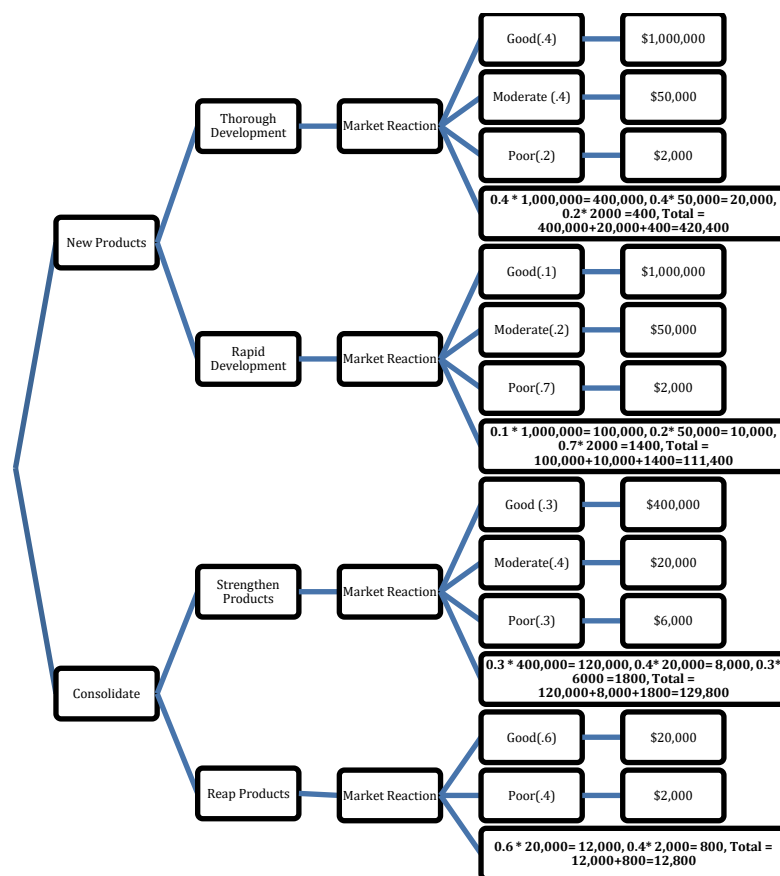 Good(.4)
$1,000,000
Thorough
Development
Market Reaction
Moderate (.4)
$50,000
Poor(.2)
$2,000
0.4 * 1,000,000= 400,000, 0.4* 50,000= 20,000,
0.2* 2000 =400, Total =
400,000+20,000+400=420,400
New Products
Good(.1)
$1,000,000
Rapid
Development
Market Reaction
Moderate(.2)
$50,000
Poor(.7)
$2,000
0.1 * 1,000,000= 100,000, 0.2* 50,000= 10,000,
0.7* 2000 =1400, Total =
100,000+10,000+1400=111,400
Good (.3)
$400,000
Strengthen
Products
Market Reaction
Moderate(.4)
$20,000
Poor(.3)
$6,000
0.3 * 400,000= 120,000, 0.4* 20,000= 8,000, 0.3*
6000 =1800, Total =
120,000+8,000+1800=129,800
Consolidate
Good(.6)
$20,000
Reap Products
Market Reaction
Poor(.4)
$2,000
0.6 * 20,000= 12,000, 0.4* 2,000= 800, Total =
12,000+800=12,800